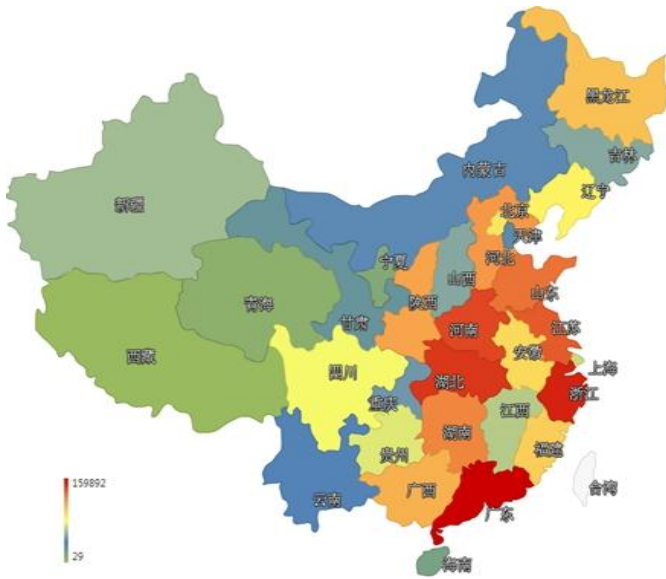 黑龙江
吉林
内蒙古
辽宁
新疆
北京
天津
宁夏
河北
山西
青海
山东
陕西
甘肃
河南
江苏
西藏
安徽
四川
上海
湖北
浙江
重庆
江西
湖南
贵州
福建
159892
云南
广西
台湾
广东
29
海南